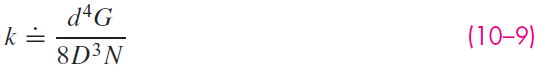 k ≐ d⁴G / 8D³N (10–9)